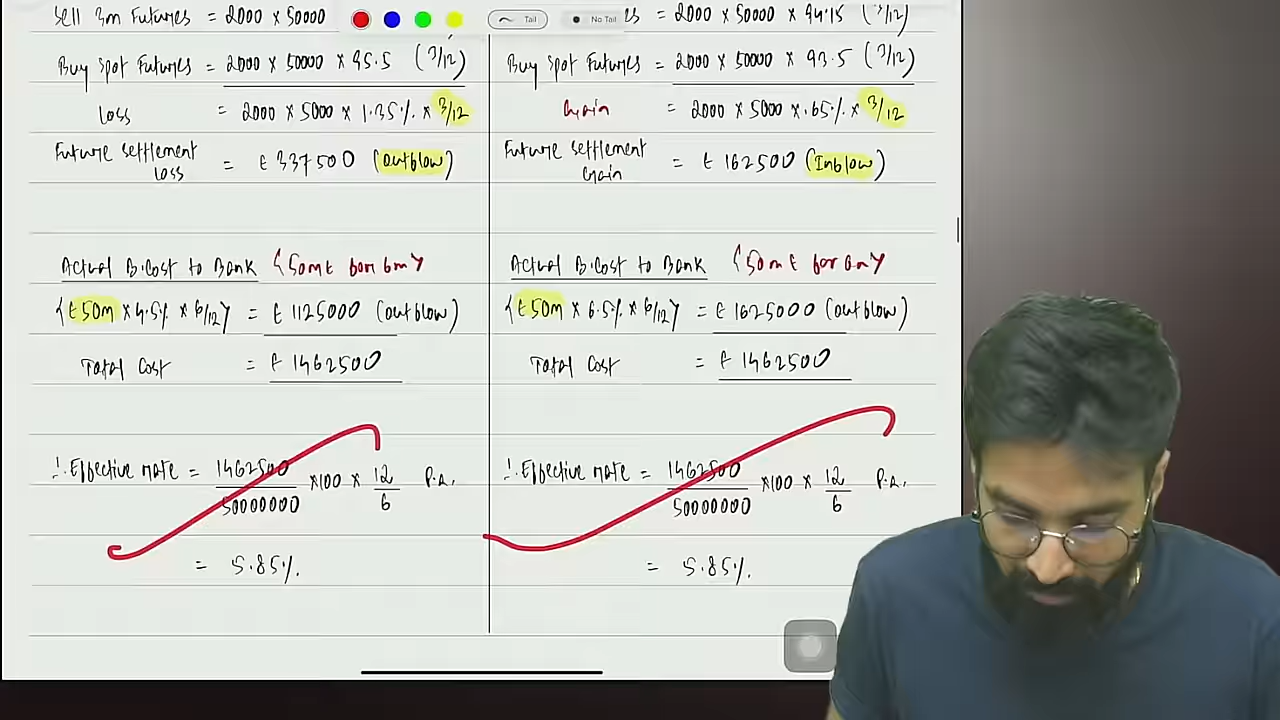 Sell 3m Futures = 2000 x 50000
Tail
No Tail
es = 2000 x 50000 x 94.15 (3/12)
Buy Spot Futures = 2000 x 50000 x 95.5 (3/12)
Loss = 2000 x 5000 x 1.35% x 3/12
Future Settlement Loss = £ 337500 (Outflow)
Buy Spot Futures = 2000 x 50000 x 93.5 (3/12)
Gain = 2000 x 5000 x .65% x 3/12
Future Settlement Gain = £ 162500 (Inflow)
Actual B.Cost to Bank {50m£ for 6m}
{£50m x 4.5% x 6/12} = £ 1125000 (outflow)
Total Cost = £ 1462500
∴ Effective rate = 1462500/50000000 x100 x 12/6 P.a.
= 5.85%
Actual B.Cost to Bank {50m£ for 6m}
{£50m x 6.5% x 6/12} = £ 1625000 (outflow)
Total Cost = £ 1462500
∴ Effective rate = 1462500/50000000 x100 x 12/6 P.a.
= 5.85%